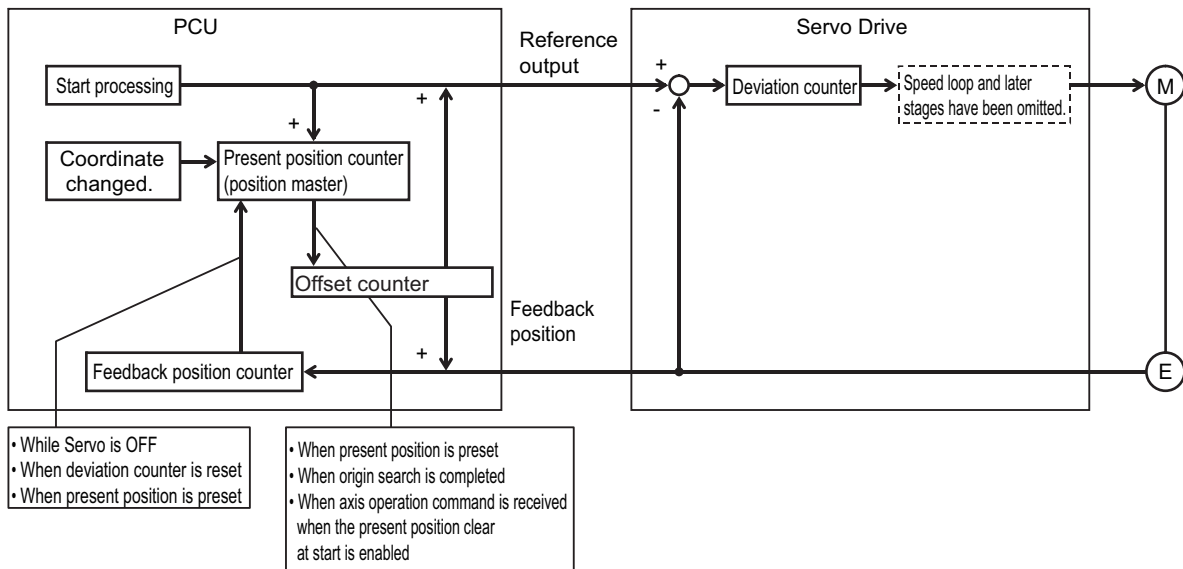 PCU
Servo Drive
Reference
output
+
Start processing
+
-
Deviation counter
Speed loop and later
stages have been omitted.
M
+
Coordinate
changed.
Present position counter
(position master)
Offset counter
Feedback
position
+
Feedback position counter
E
• While Servo is OFF
• When deviation counter is reset
• When present position is preset
• When present position is preset
• When origin search is completed
• When axis operation command is received
when the present position clear
at start is enabled
+